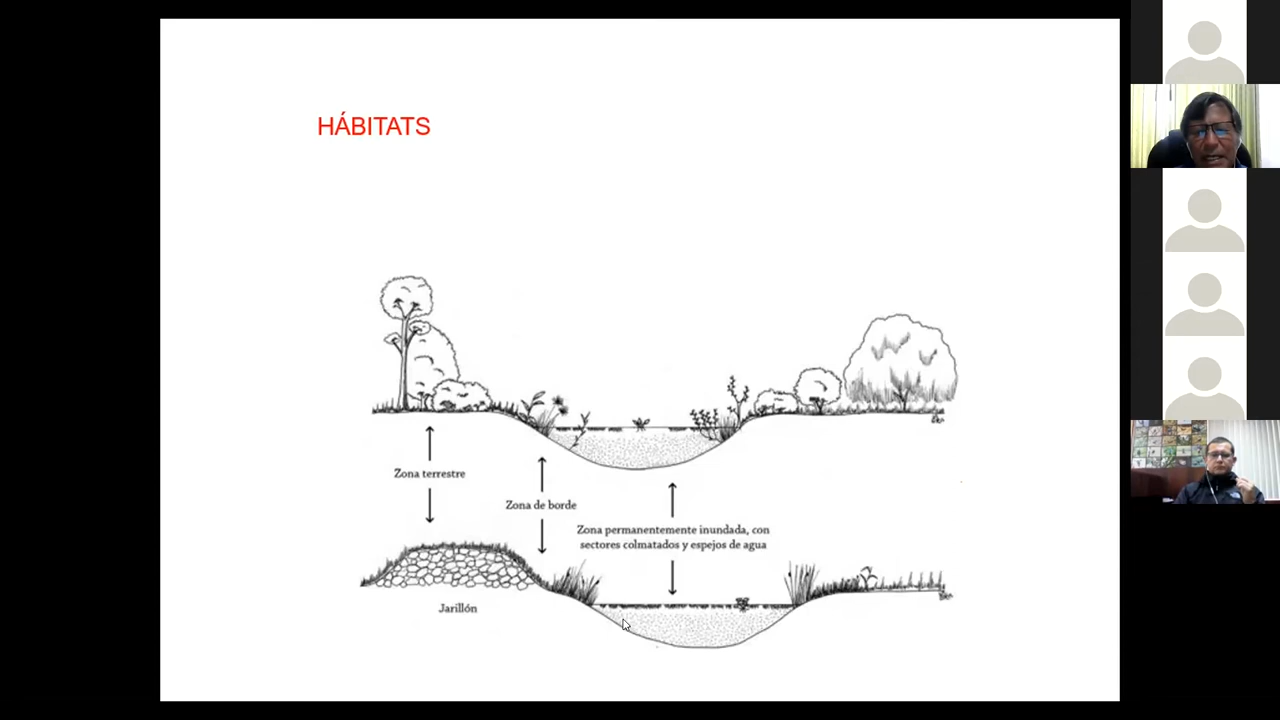 HÁBITATS
Zona terrestre
Zona de borde
Zona permanentemente inundada, con
sectores colmatados y espejos de agua
Jarillón